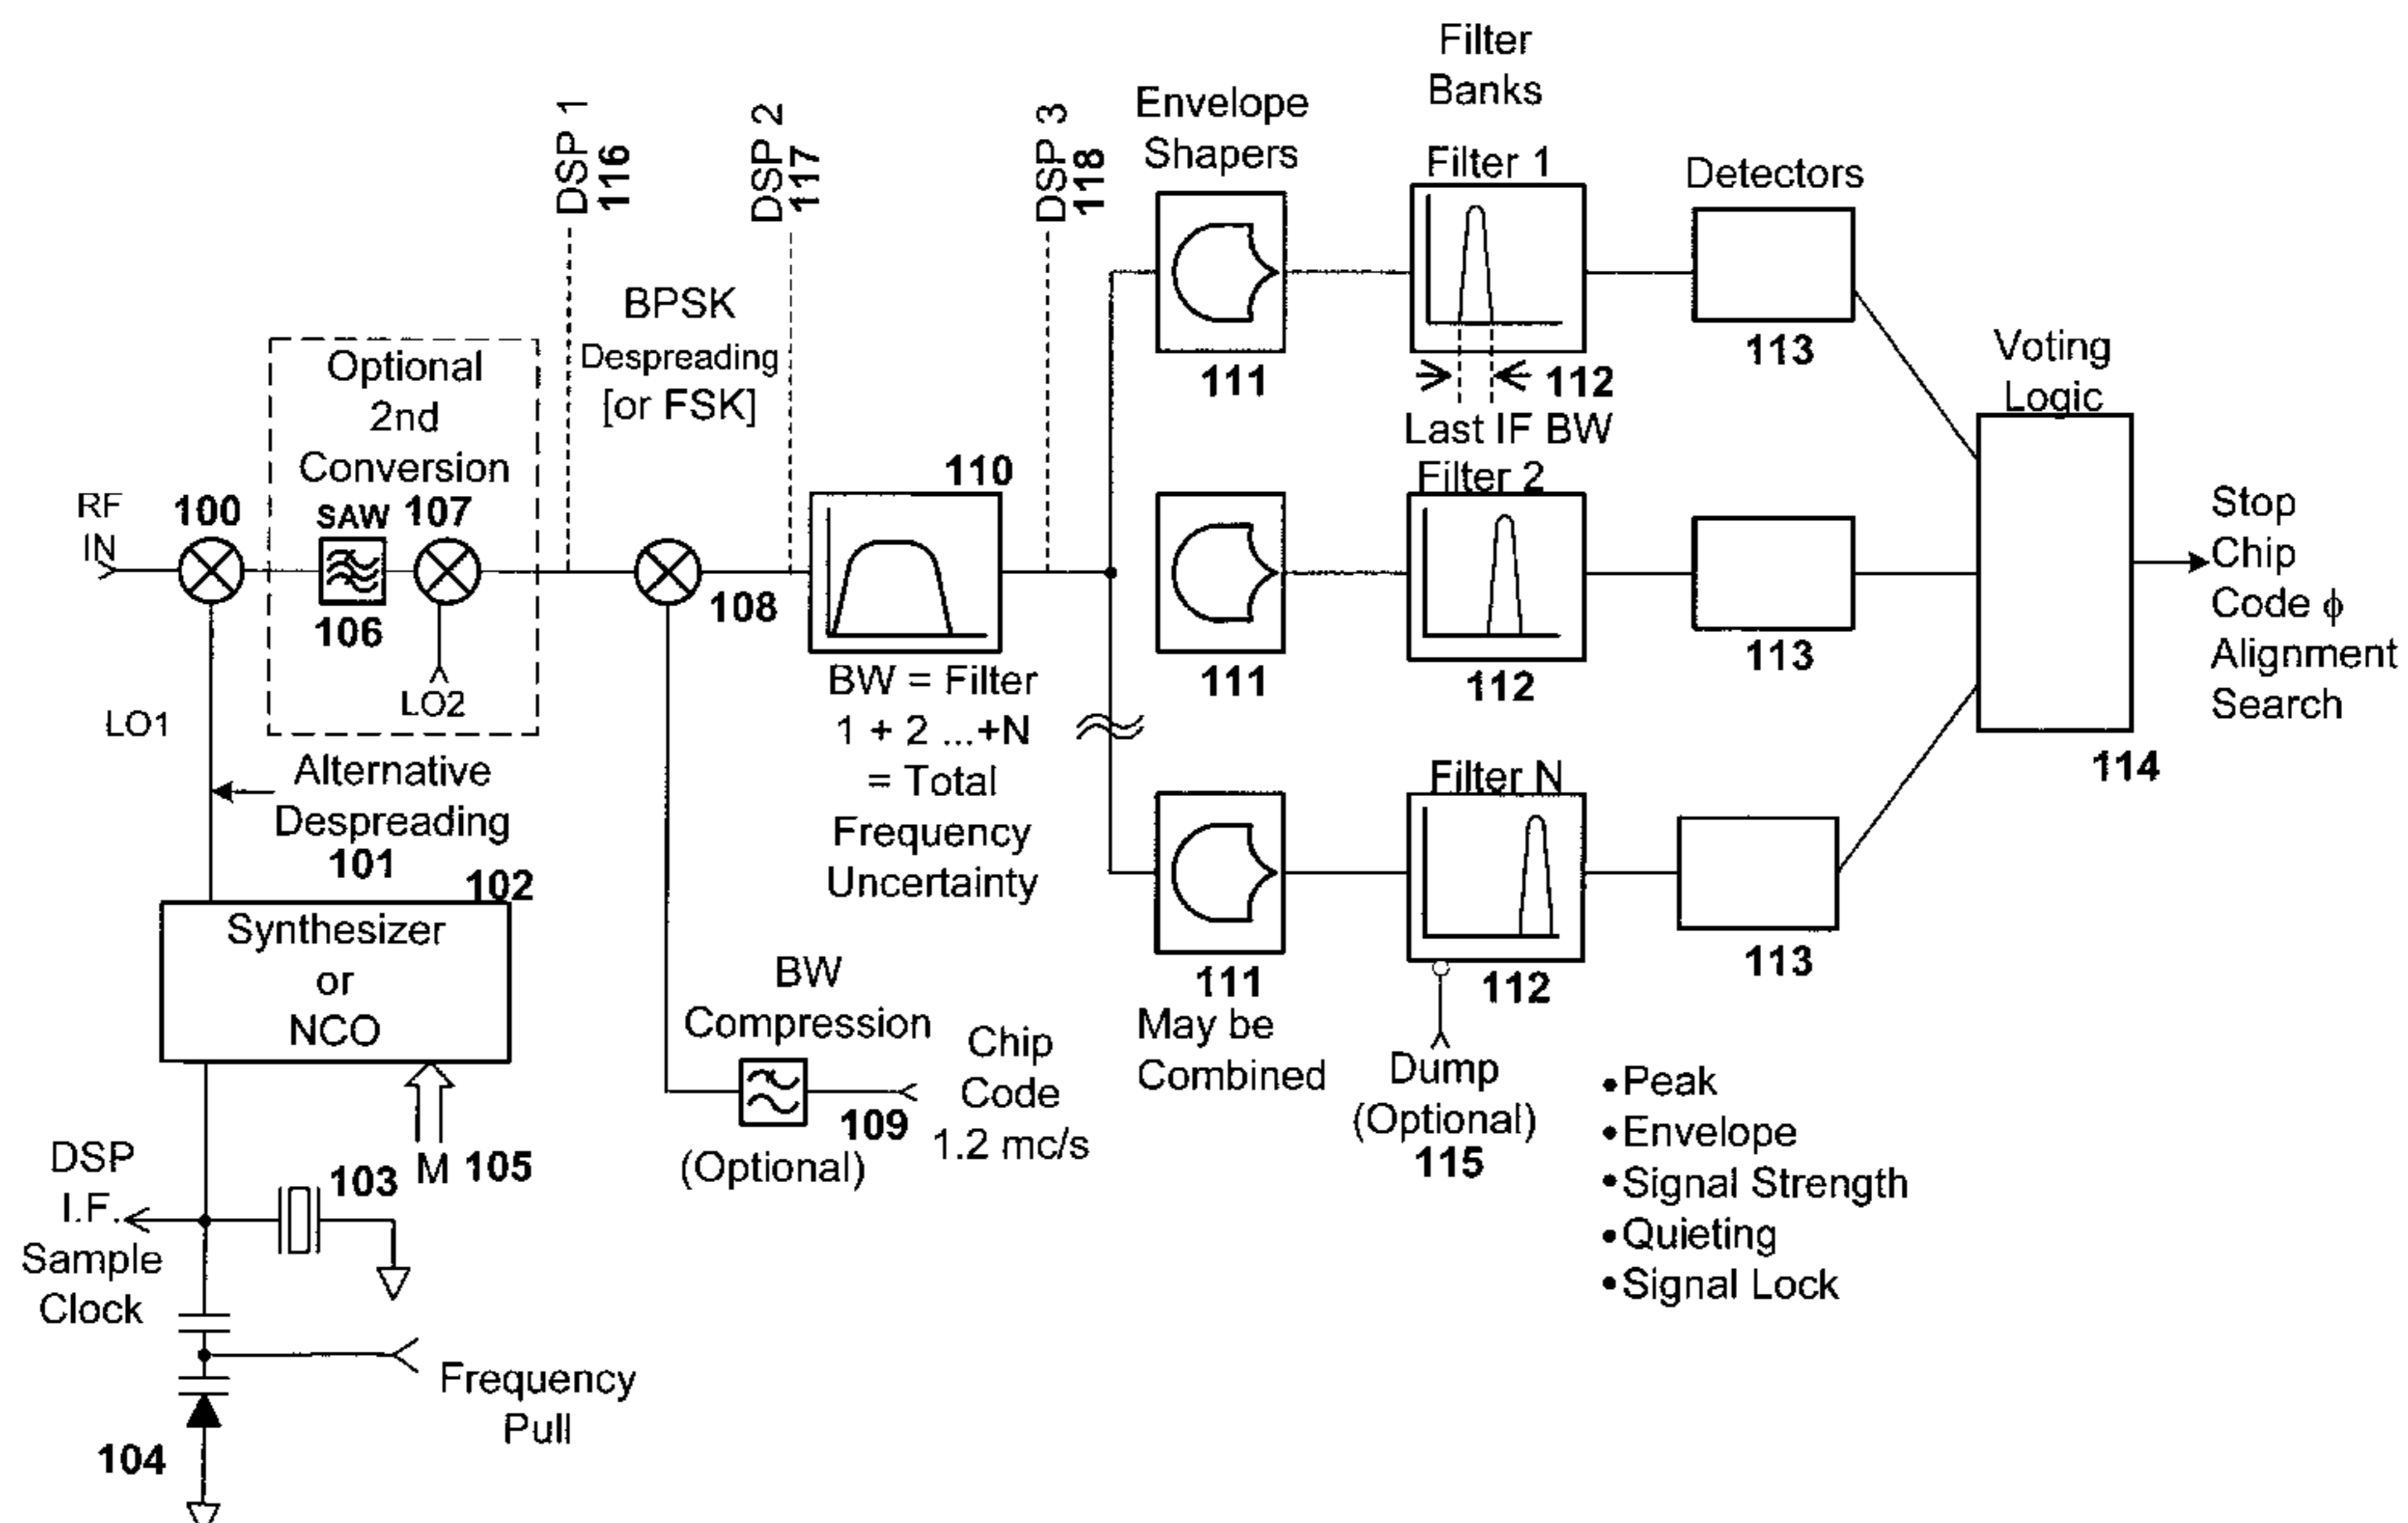 Filter
Banks
Envelope
Shapers
DSP 1
116
DSP 2
117
DSP 3
118
Filter 1
Detectors
BPSK
Despreading
[or FSK]
Optional
2nd
Conversion
111
112
Last IF BW
113
Voting
Logic
RF
IN
100
SAW
107
106
LO2
108
110
Filter 2
111
112
113
Stop
Chip
Code ϕ
Alignment
Search
114
BW = Filter
1 + 2 ...+N
= Total
Frequency
Uncertainty
LO1
Alternative
Despreading
101
102
Synthesizer
or
NCO
Filter N
111
May be
Combined
112
113
BW
Compression
(Optional)
109
Chip
Code
1.2 mc/s
Dump
(Optional)
115
•Peak
•Envelope
•Signal Strength
•Quieting
•Signal Lock
DSP
I.F.
Sample
Clock
103
M 105
Frequency
Pull
104